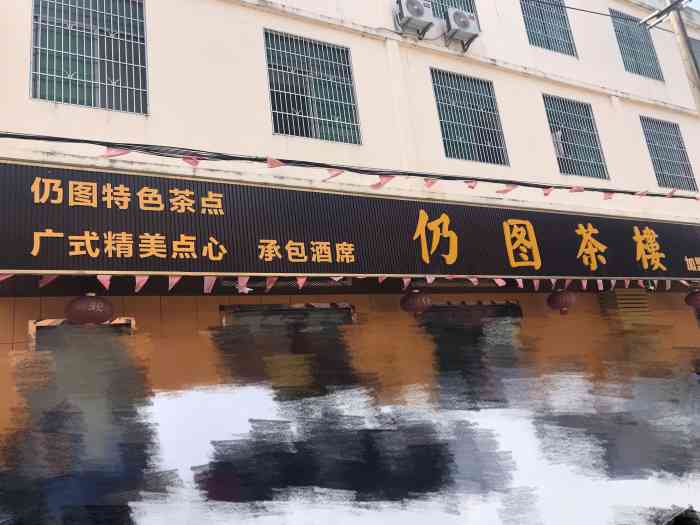 仍图特色茶点
广式精美点心 承包酒席
仍图茶樓
加